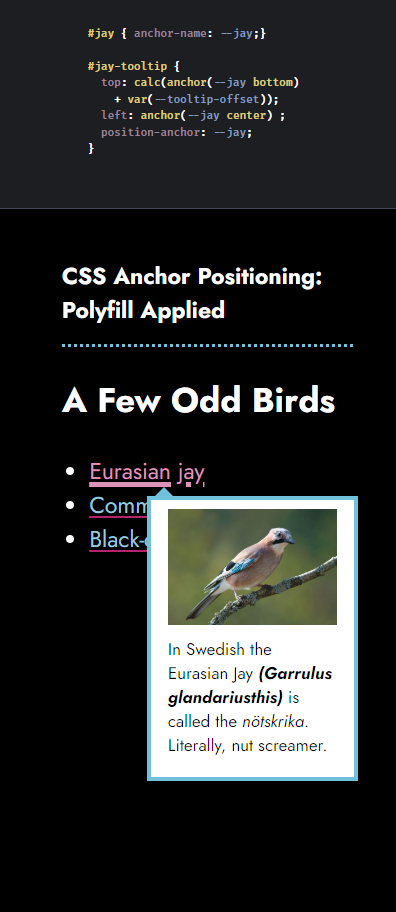 #jay { anchor-name: --jay;}
#jay-tooltip {
top: calc(anchor(--jay bottom)
+ var(--tooltip-offset));
left: anchor(--jay center) ;
position-anchor: --jay;
}
CSS Anchor Positioning:
Polyfill Applied
A Few Odd Birds
Eurasian jay
Comm
Black-
In Swedish the
Eurasian Jay (Garrulus
glandariusthis) is
called the nötskrika.
Literally, nut screamer.